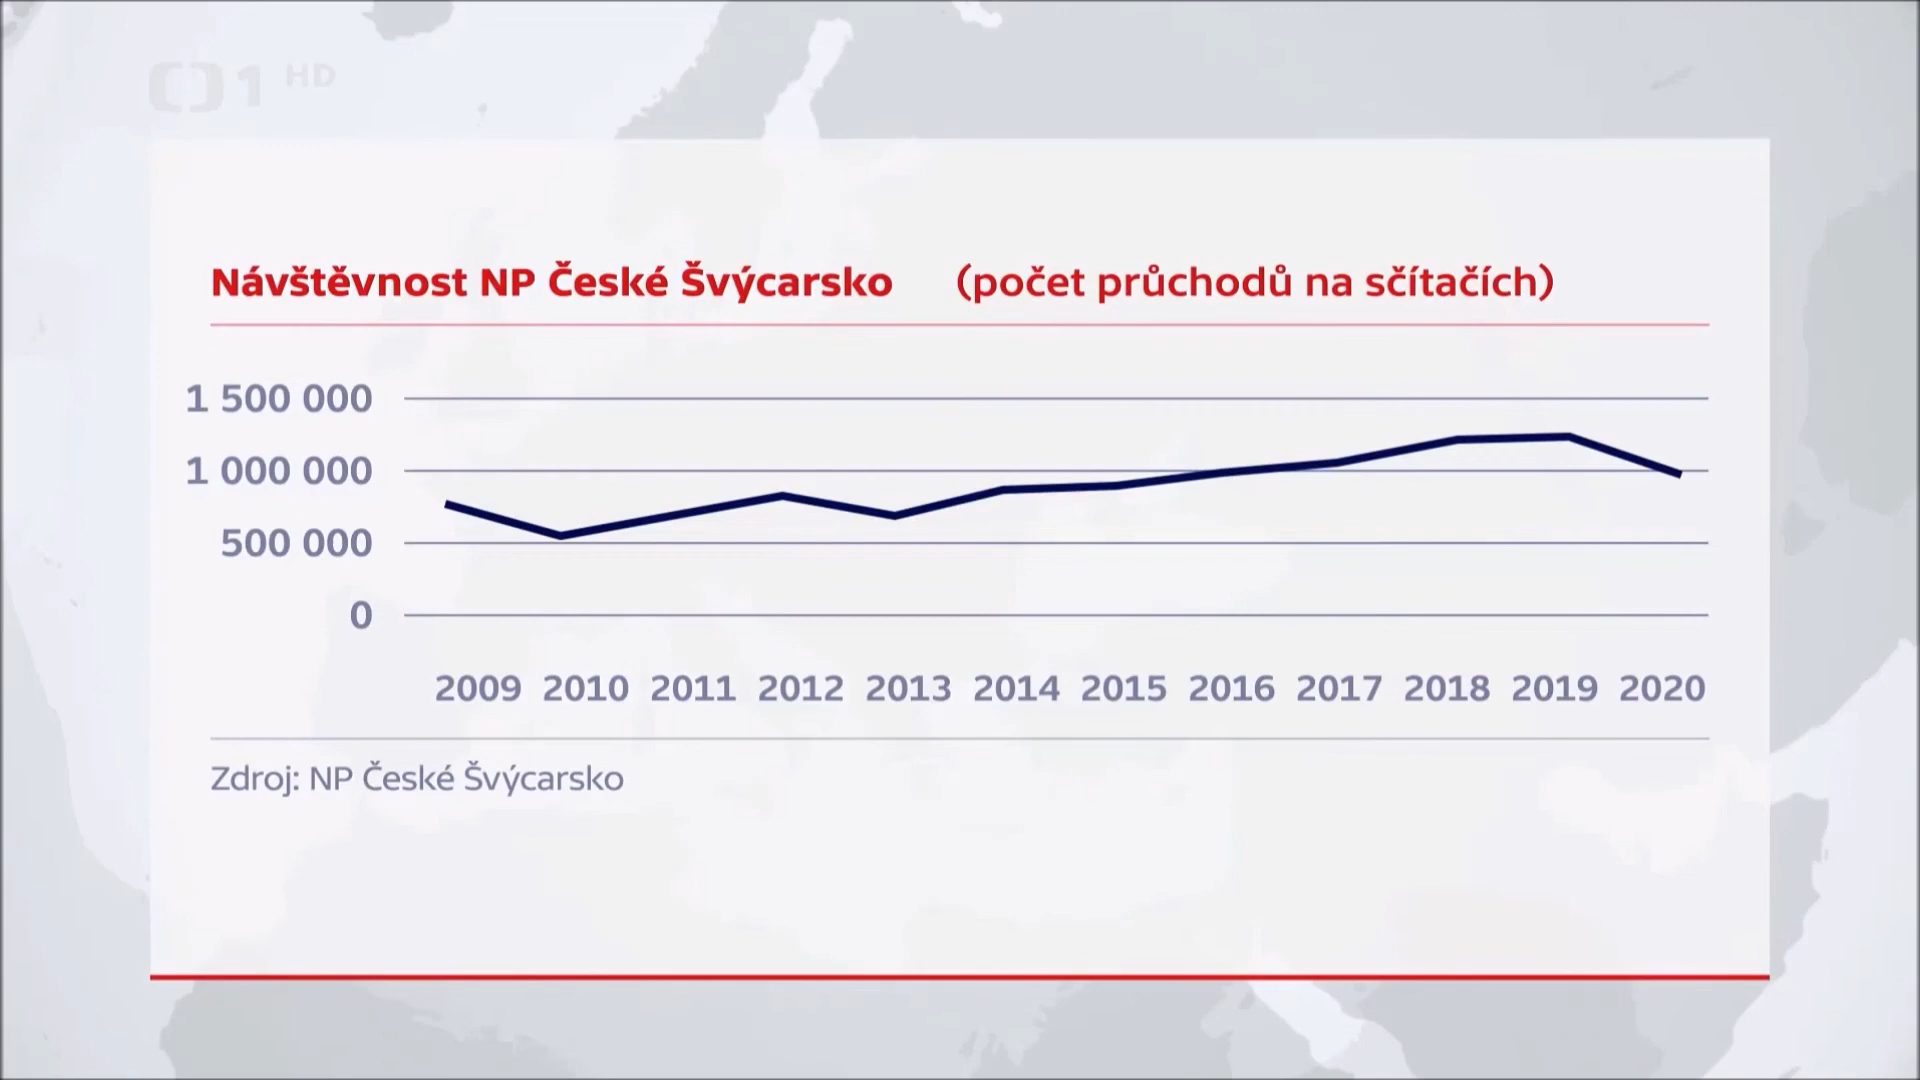 1 HD
Návštěvnost NP České Švýcarsko (počet průchodů na sčítačích)
1 500 000
1 000 000
500 000
0
2009 2010 2011 2012 2013 2014 2015 2016 2017 2018 2019 2020
Zdroj: NP České Švýcarsko